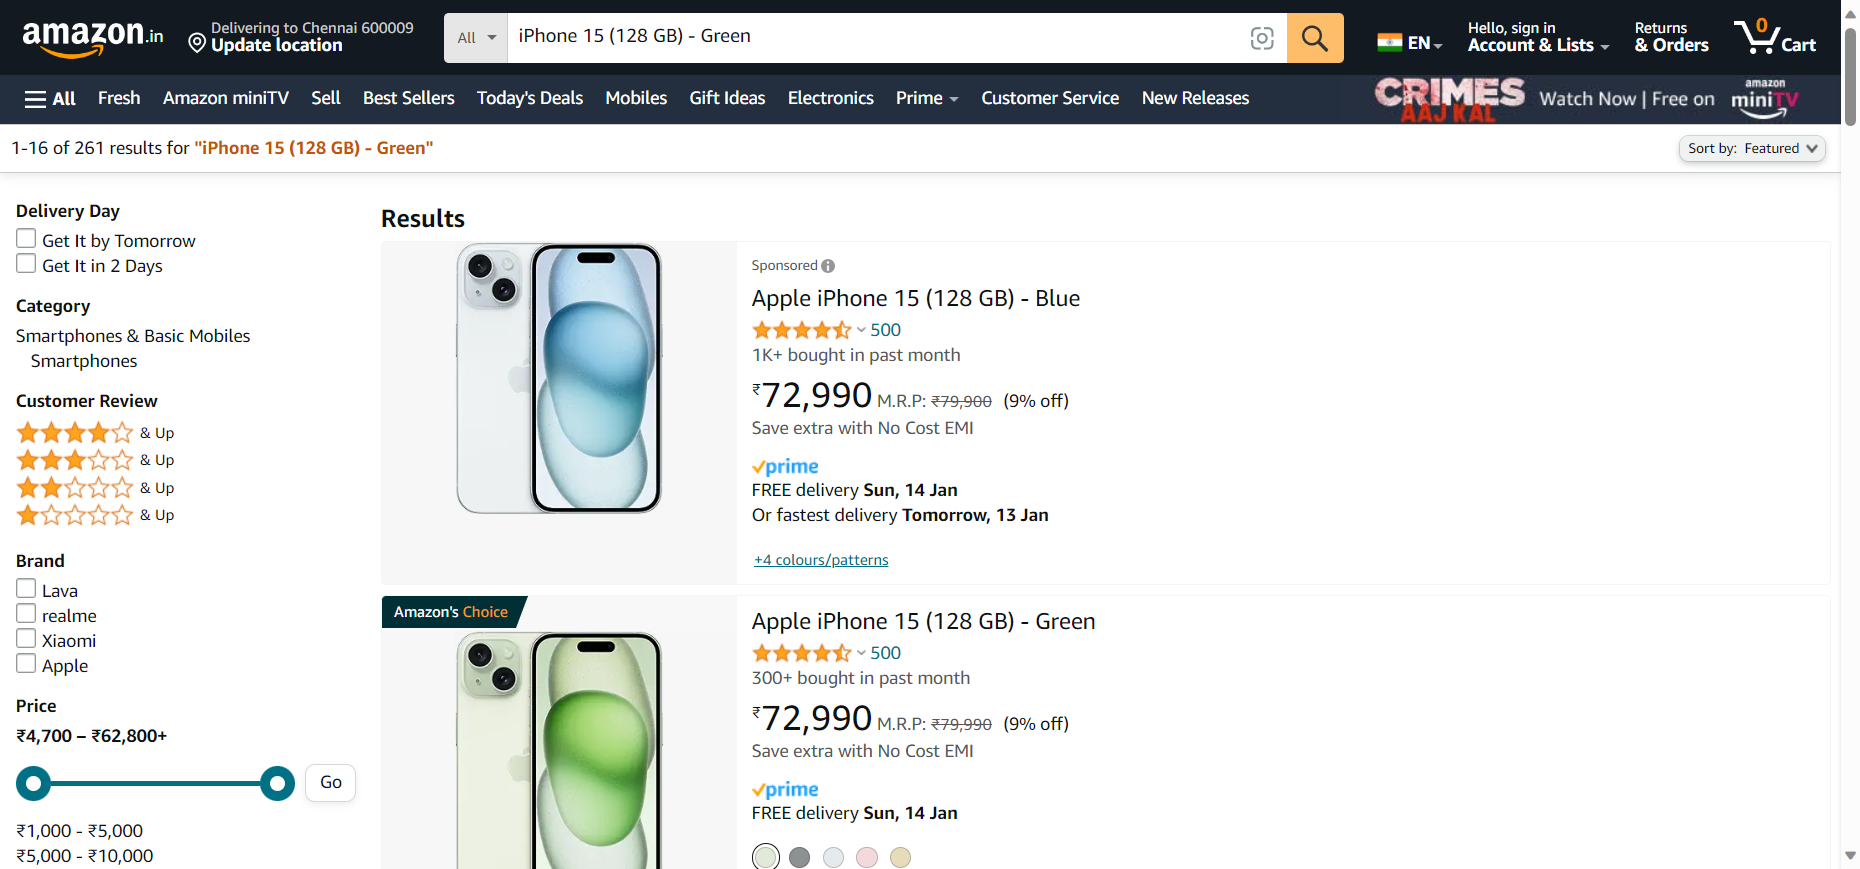 amazon.in
Delivering to Chennai 600009
Update location
All
iPhone 15 (128 GB) - Green
EN
Hello, sign in
Account & Lists
Returns
& Orders
0
Cart
All
Fresh
Amazon miniTV
Sell
Best Sellers
Today's Deals
Mobiles
Gift Ideas
Electronics
Prime
Customer Service
New Releases
CRIMES
AAJ KAL
Watch Now | Free on
amazon
miniTV
1-16 of 261 results for "iPhone 15 (128 GB) - Green"
Sort by: Featured
Delivery Day
Get It by Tomorrow
Get It in 2 Days
Category
Smartphones & Basic Mobiles
Smartphones
Customer Review
& Up
& Up
& Up
& Up
Brand
Lava
realme
Xiaomi
Apple
Price
₹4,700 – ₹62,800+
Go
₹1,000 - ₹5,000
₹5,000 - ₹10,000
Results
Sponsored
Apple iPhone 15 (128 GB) - Blue
500
1K+ bought in past month
₹72,990 M.R.P: ₹79,900 (9% off)
Save extra with No Cost EMI
prime
FREE delivery Sun, 14 Jan
Or fastest delivery Tomorrow, 13 Jan
+4 colours/patterns
Amazon's Choice
Apple iPhone 15 (128 GB) - Green
500
300+ bought in past month
₹72,990 M.R.P: ₹79,990 (9% off)
Save extra with No Cost EMI
prime
FREE delivery Sun, 14 Jan